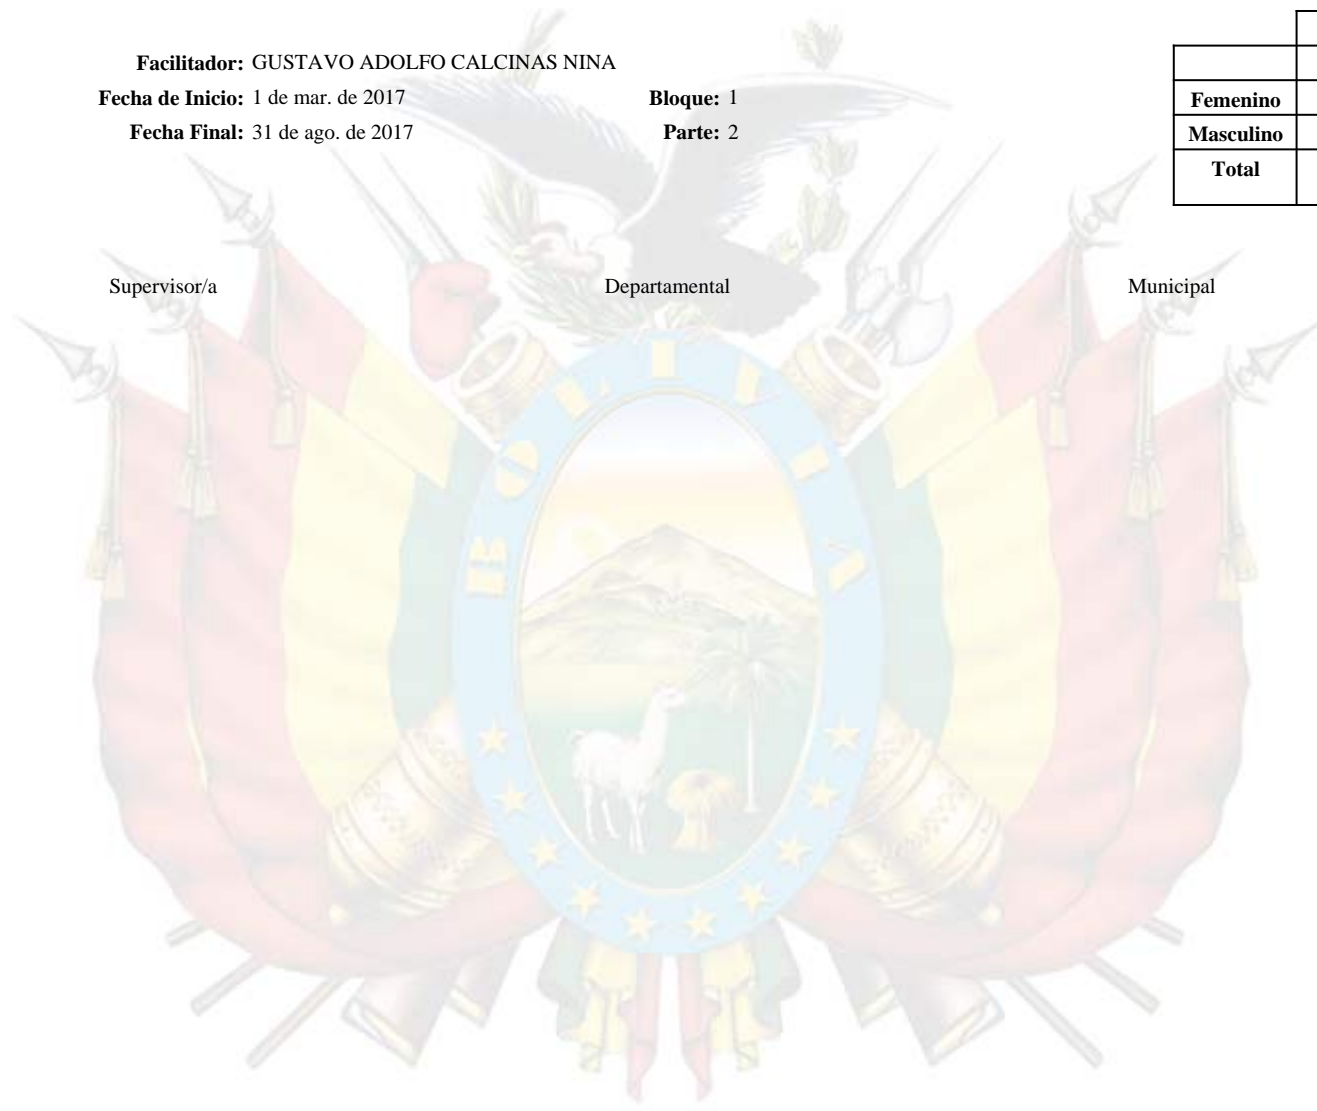 Facilitador: GUSTAVO ADOLFO CALCINAS NINA
Fecha de Inicio: 1 de mar. de 2017 Bloque: 1
Fecha Final: 31 de ago. de 2017 Parte: 2
Femenino
Masculino
Total
Supervisor/a Departamental Municipal
BOLIVIA